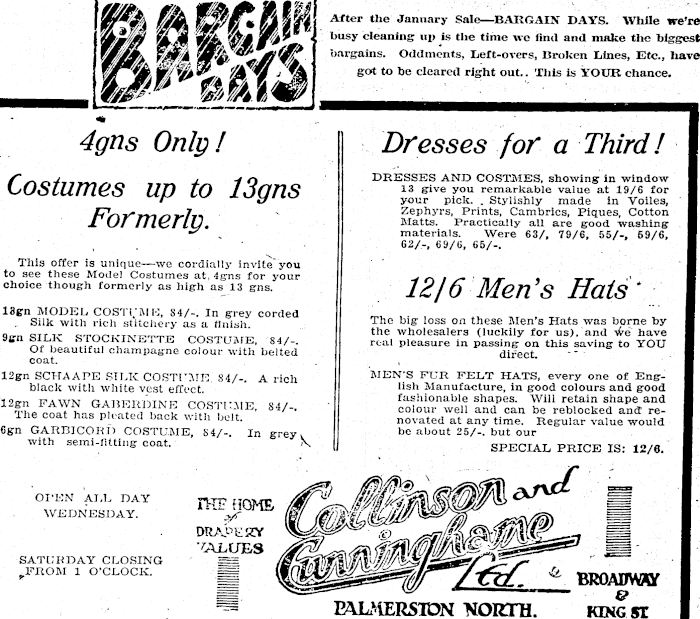 BARGAIN
DAYS
After the January Sale—BARGAIN DAYS. While we're
busy cleaning up is the time we find and make the biggest
bargains. Oddments, Left-overs, Broken Lines, Etc., have
got to be cleared right out.. This is YOUR chance.
4gns Only!
Costumes up to 13gns
Formerly.
This offer is unique—we cordially invite you
to see these Model Costumes at 4gns for your
choice though formerly as high as 13 gns.
13gn MODEL COSTUME, 84/-. In grey corded
Silk with rich stitchery as a finish.
9gn SILK STOCKINETTE COSTUME, 84/-.
Of beautiful champagne colour with belted
coat.
12gn SCHAAPE SILK COSTUME, 84/-. A rich
black with white vest effect.
12gn FAWN GABERDINE COSTUME, 84/-.
The coat has pleated back with belt.
6gn GARBICORD COSTUME, 84/-. In grey
with semi-fitting coat.
Dresses for a Third!
DRESSES AND COSTMES, showing in window
13 give you remarkable value at 19/6 for
your pick. Stylishly made in Voiles,
Zephyrs, Prints, Cambrics, Piques, Cotton
Matts. Practically all are good washing
materials. Were 63/, 79/6, 55/-, 59/6,
62/-, 69/6, 65/-.
12/6 Men's Hats
The big loss on these Men's Hats was borne by
the wholesalers (luckily for us), and we have
real pleasure in passing on this saving to YOU
direct.
MEN'S FUR FELT HATS, every one of Eng-
lish Manufacture, in good colours and good
fashionable shapes. Will retain shape and
colour well and can be reblocked and re-
novated at any time. Regular value would
be about 25/-. but our
SPECIAL PRICE IS: 12/6.
OPEN ALL DAY
WEDNESDAY.
SATURDAY CLOSING
FROM 1 O'CLOCK.
THE HOME
of
DRAPERY
VALUES
Collinson and
Cunninghame
Ltd.
PALMERSTON NORTH.
BROADWAY
&
KING ST